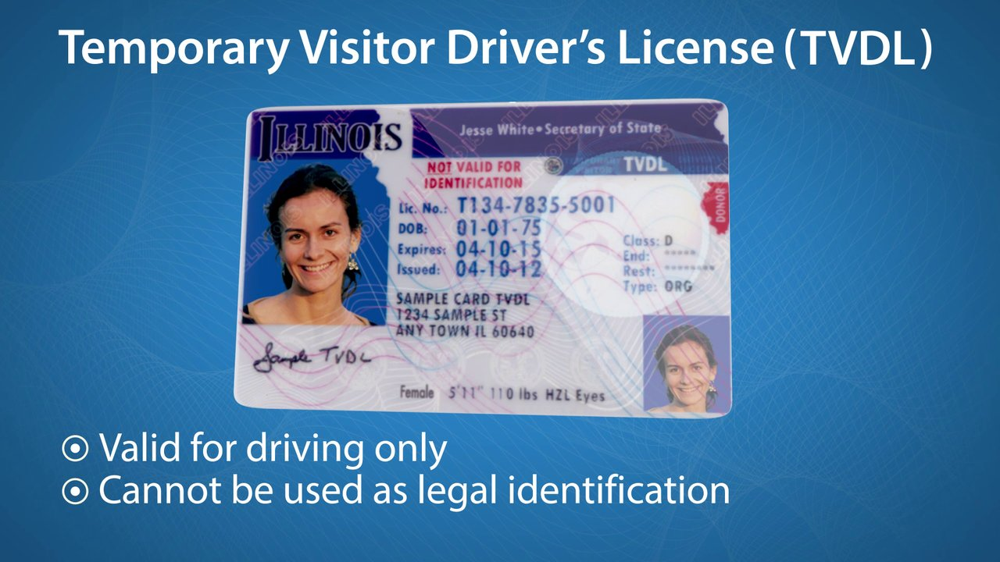 Temporary Visitor Driver’s License (TVDL)
ILLINOIS
Jesse White•Secretary of State
NOT VALID FOR
IDENTIFICATION
TEMPORARY
VISITOR
TVDL
DONOR
Lic. No.: T134-7835-5001
DOB: 01-01-75
Expires: 04-10-15
Issued: 04-10-12
Class: D
End: *****
Rest: ********
Type: ORG
SAMPLE CARD TVDL
1234 SAMPLE ST
ANY TOWN IL 60640
Sample TVDL
Female 5'11" 110 lbs HZL Eyes
Valid for driving only
Cannot be used as legal identification